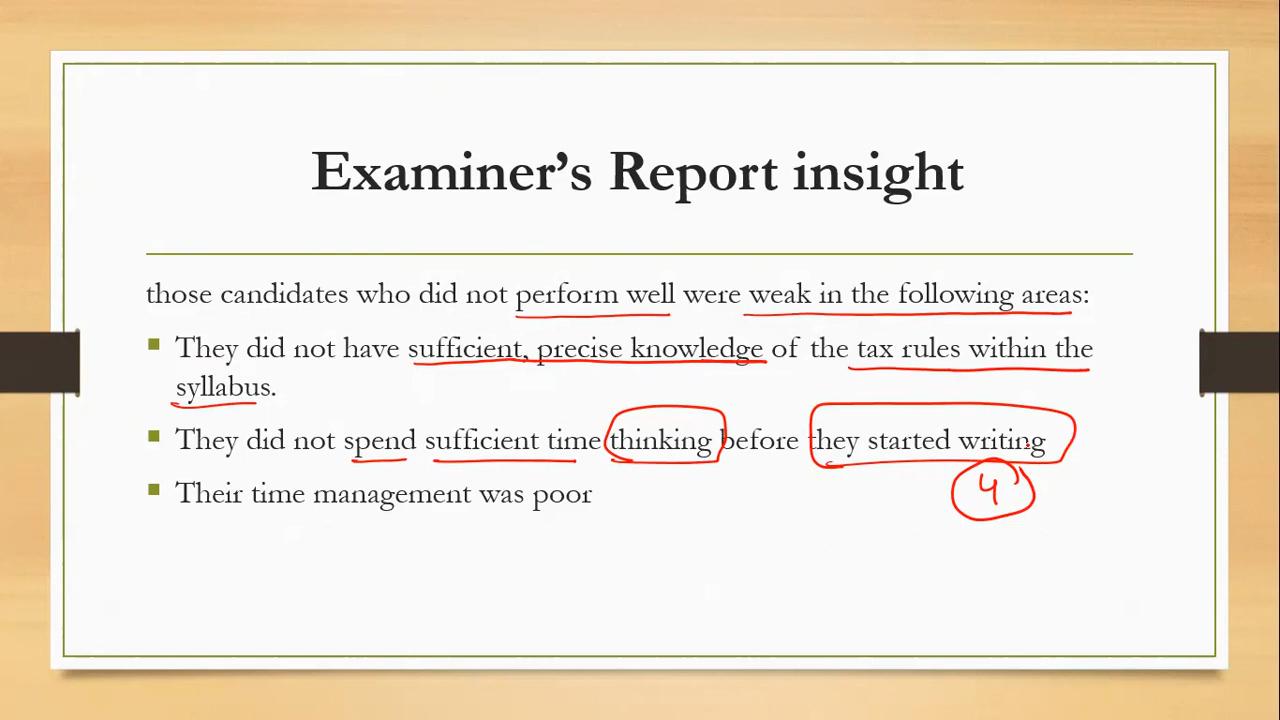 Examiner’s Report insight
those candidates who did not perform well were weak in the following areas:
They did not have sufficient, precise knowledge of the tax rules within the
syllabus.
They did not spend sufficient time thinking before they started writing
4
Their time management was poor